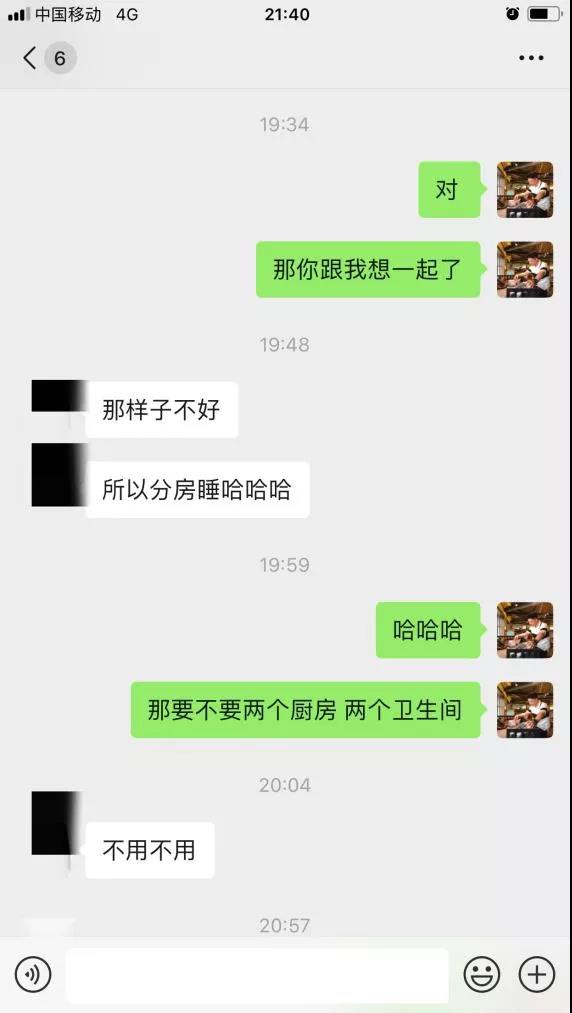 中国移动 4G 21:40
6
19:34
对
那你跟我想一起了
19:48
那样子不好
所以分房睡哈哈哈
19:59
哈哈哈
那要不要两个厨房 两个卫生间
20:04
不用不用
20:57